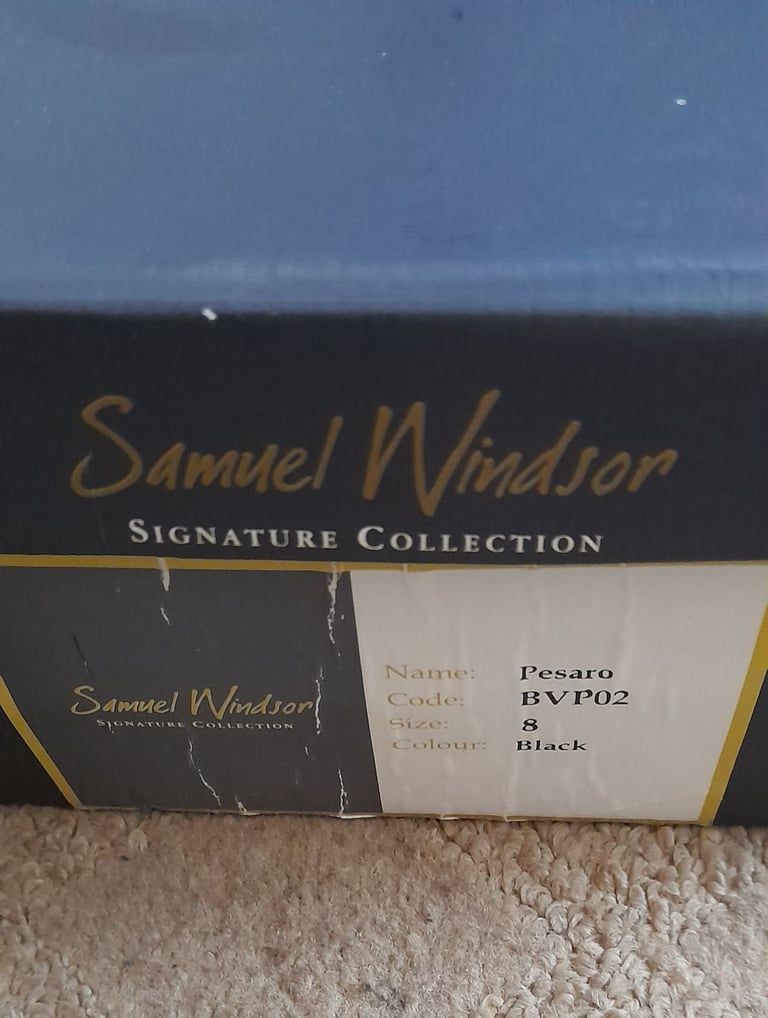 Samuel Windsor
SIGNATURE COLLECTION
Samuel Windsor
SIGNATURE COLLECTION
Name: Pesaro
Code: BVP02
Size: 8
Colour: Black